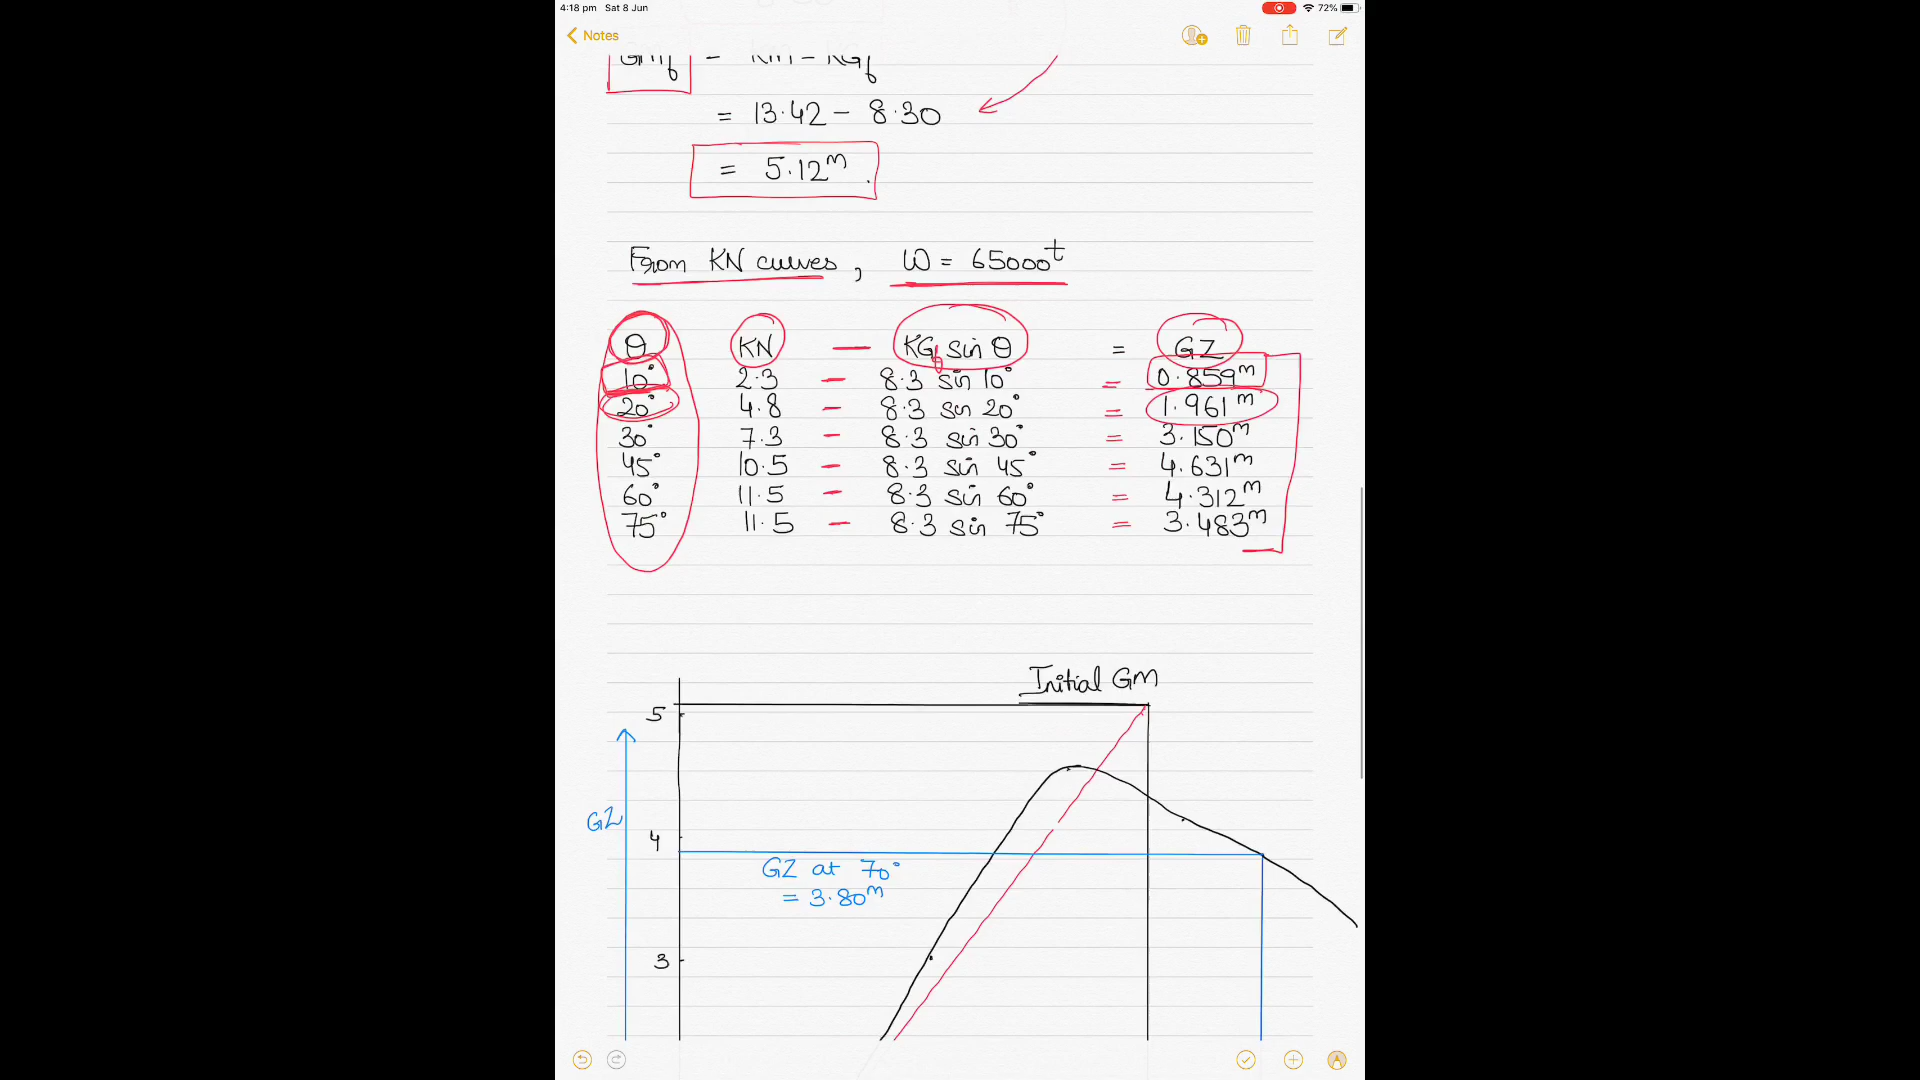 4:18 pm Sat 8 Jun 72%
Notes
GMf = KM - KGf
= 13.42 - 8.30
= 5.12m.
From KN curves, W = 65000t
θ KN — KGf sin θ = GZ
10° 2.3 - 8.3 sin 10° = 0.859m
20° 4.8 - 8.3 sin 20° = 1.961m
30° 7.3 - 8.3 sin 30° = 3.150m
45° 10.5 - 8.3 sin 45° = 4.631m
60° 11.5 - 8.3 sin 60° = 4.312m
75° 11.5 - 8.3 sin 75° = 3.483m
Initial GM
5
GZ
4
GZ at 70°
= 3.80m
3